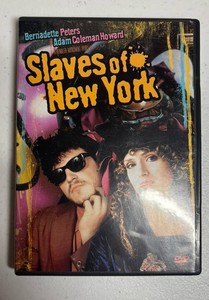 Bernadette Peters
Adam Coleman Howard
Slaves of
New York